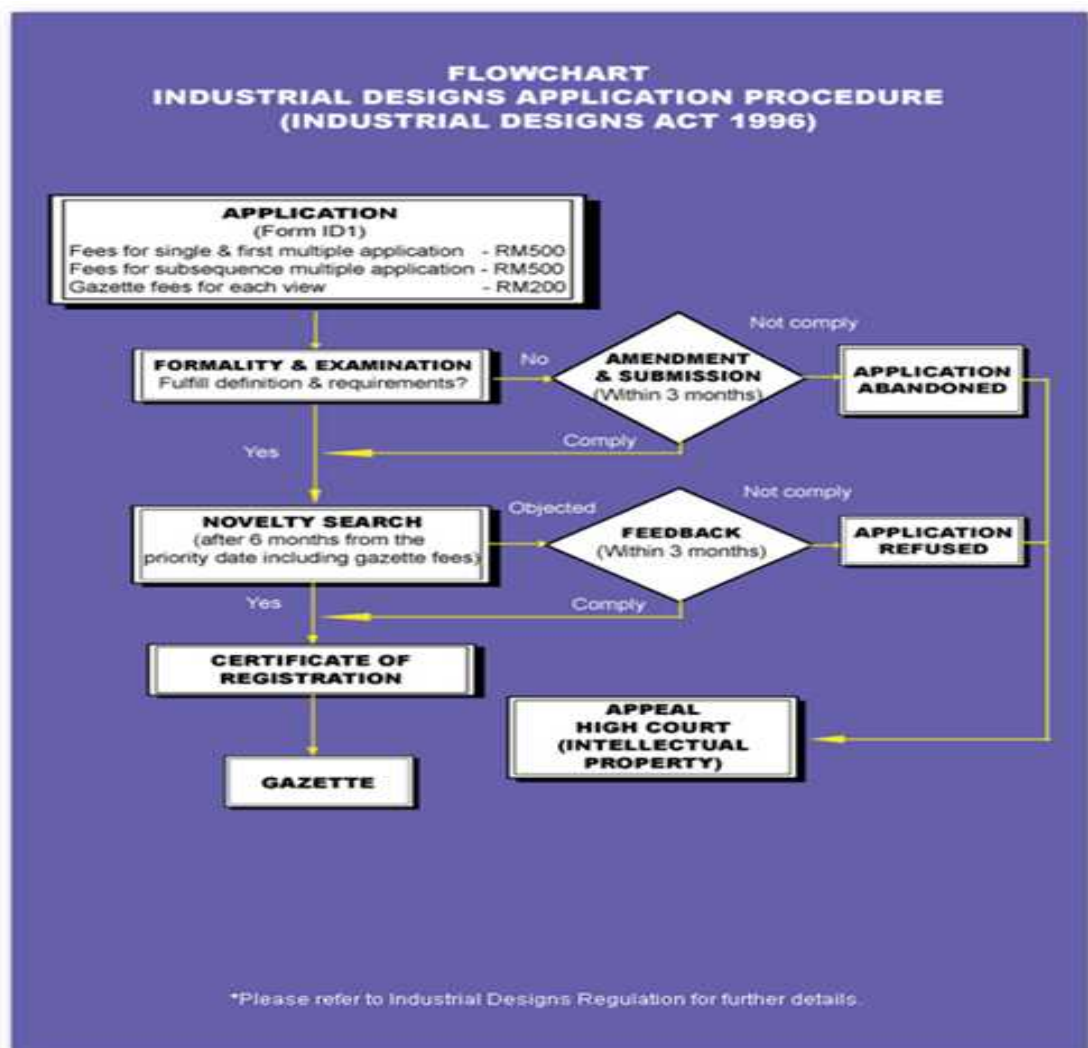 FLOWCHART
INDUSTRIAL DESIGNS APPLICATION PROCEDURE
(INDUSTRIAL DESIGNS ACT 1996)
APPLICATION
(Form ID1)
Fees for single & first multiple application - RM500
Fees for subsequence multiple application - RM500
Gazette fees for each view - RM200
FORMALITY & EXAMINATION
Fulfill definition & requirements?
No
AMENDMENT
& SUBMISSION
(Within 3 months)
Not comply
APPLICATION
ABANDONED
Comply
Yes
NOVELTY SEARCH
(after 6 months from the
priority date including gazette fees)
Objected
FEEDBACK
(Within 3 months)
Not comply
APPLICATION
REFUSED
Yes
Comply
CERTIFICATE OF
REGISTRATION
APPEAL
HIGH COURT
(INTELLECTUAL
PROPERTY)
GAZETTE
*Please refer to Industrial Designs Regulation for further details.